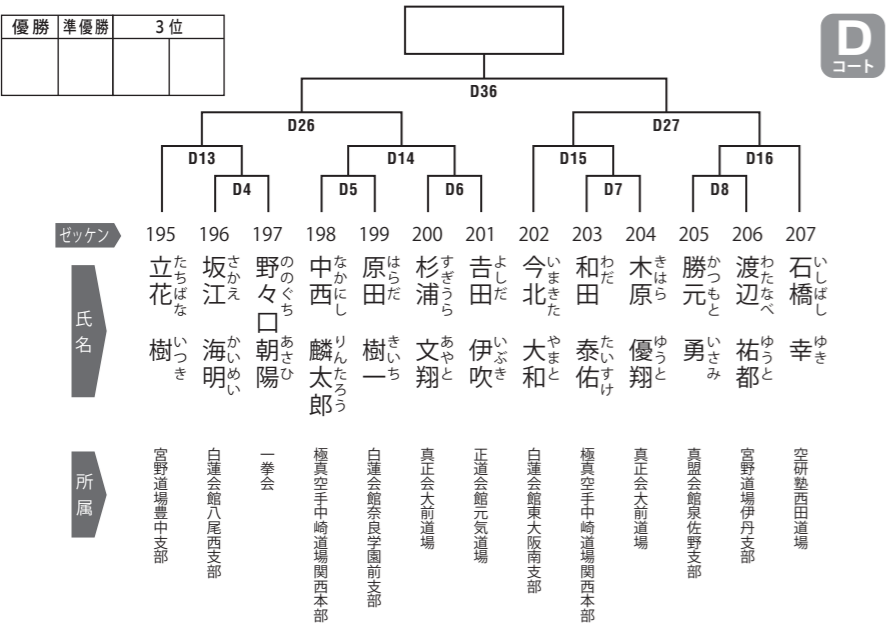 優勝 準優勝 3位
D
コート
D36
D26 D27
D13 D14 D15 D16
D4 D5 D6 D7 D8
ゼッケン 195 196 197 198 199 200 201 202 203 204 205 206 207
氏名
立花 樹 たちばな いつき
坂江 海明 さかえ かいめい
野々口 朝陽 ののぐち あさひ
中西 麟太郎 なかにし りんたろう
原田 樹一 はらだ きいち
杉浦 文翔 すぎうら あやと
𠮷田 伊吹 よしだ いぶき
今北 大和 いまきた やまと
和田 泰佑 わだ たいすけ
木原 優翔 きはら ゆうと
勝元 勇 かつもと いさみ
渡辺 祐都 わたなべ ゆうと
石橋 幸 いしばし ゆき
所属
宮野道場豊中支部
白蓮会館八尾西支部
一拳会
極真空手中崎道場関西本部
白蓮会館奈良学園前支部
真正会大前道場
正道会館元気道場
白蓮会館東大阪南支部
極真空手中崎道場関西本部
真正会大前道場
真盟会館泉佐野支部
宮野道場伊丹支部
空研塾西田道場